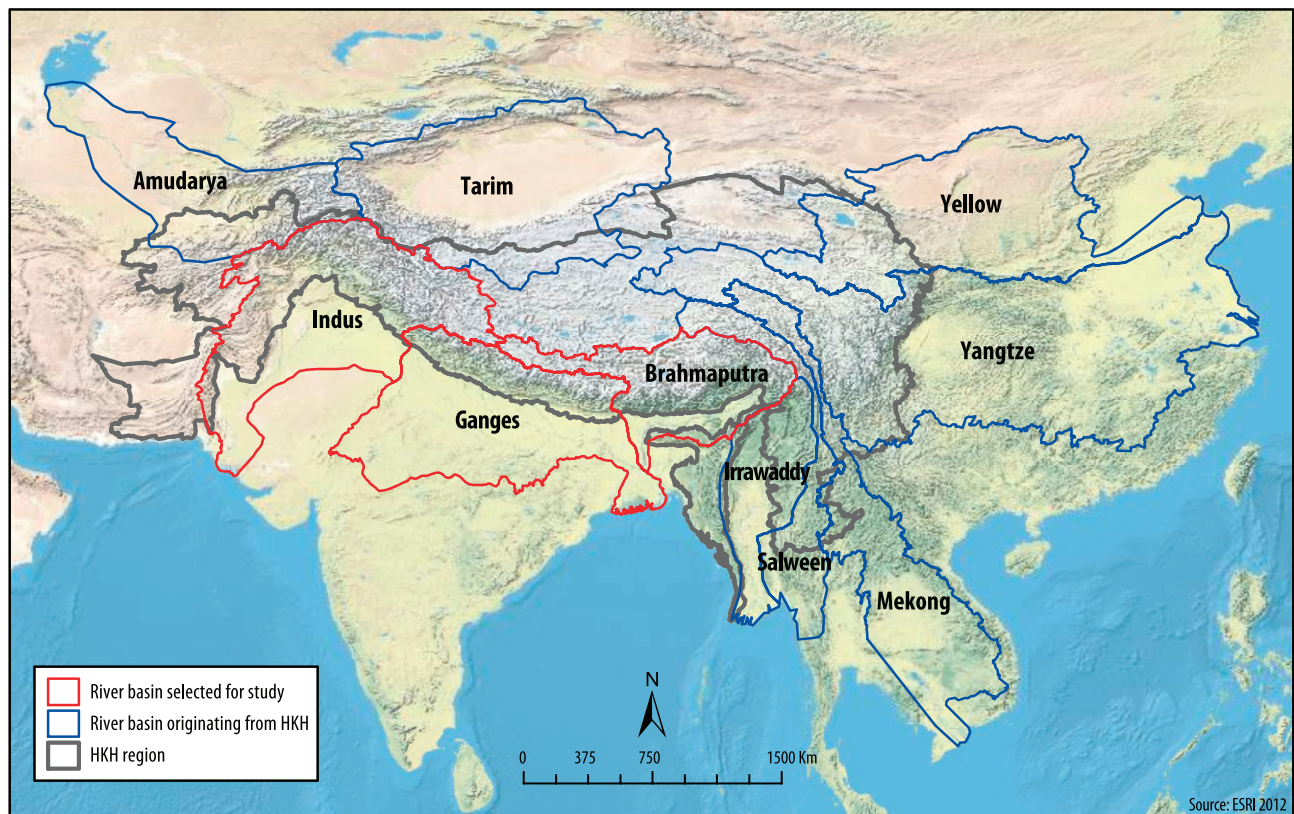 Amudarya
Tarim
Yellow
Indus
Yangtze
Brahmaputra
Ganges
Irrawaddy
Salween
Mekong
River basin selected for study
River basin originating from HKH
HKH region
N
0 375 750 1500 Km
Source: ESRI 2012